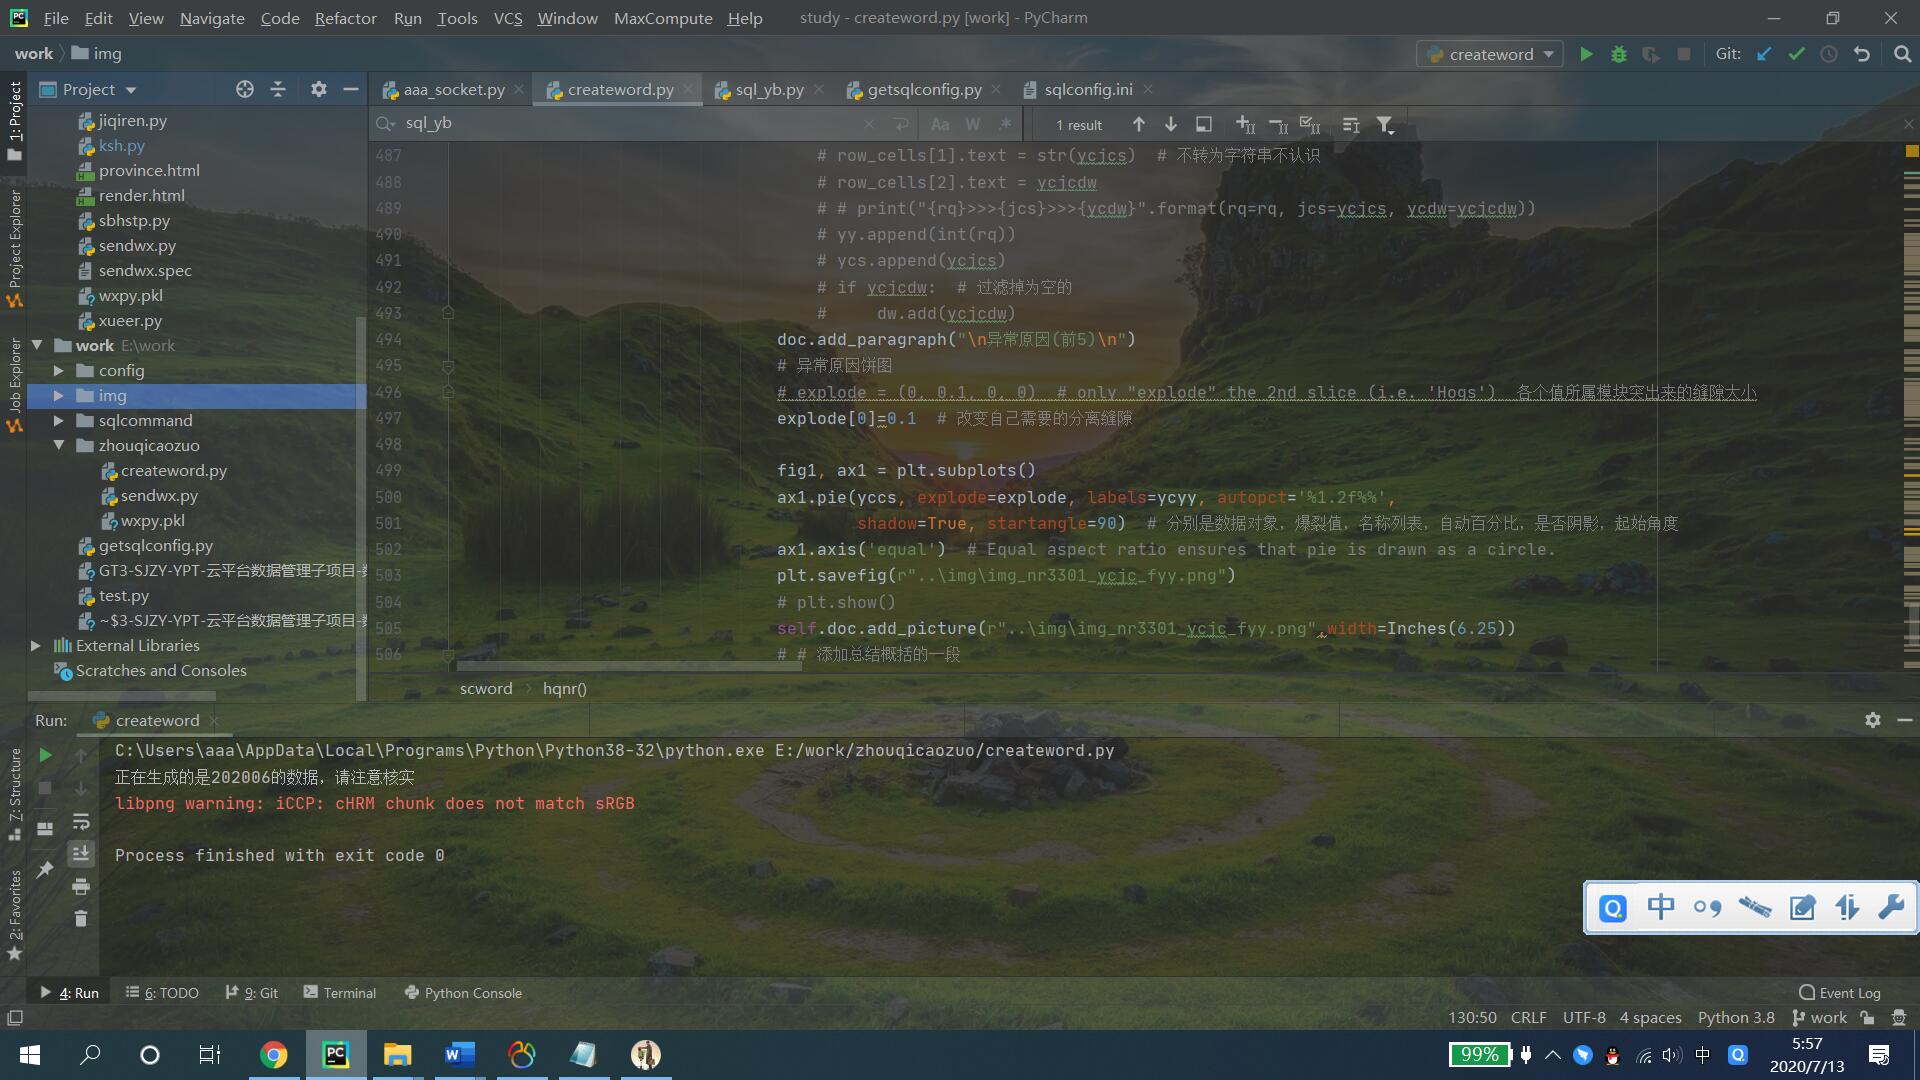 File Edit View Navigate Code Refactor Run Tools VCS Window MaxCompute Help study - createword.py [work] - PyCharm
work img createword Git:
1: Project
Project Explorer
Job Explorer
7: Structure
2: Favorites
Project
jiqiren.py
ksh.py
province.html
render.html
sbhstp.py
sendwx.py
sendwx.spec
wxpy.pkl
xueer.py
work E:\work
config
img
sqlcommand
zhouqicaozuo
createword.py
sendwx.py
wxpy.pkl
getsqlconfig.py
GT3-SJZY-YPT-云平台数据管理子项目-
test.py
~$3-SJZY-YPT-云平台数据管理子项目-
External Libraries
Scratches and Consoles
aaa_socket.py createword.py sql_yb.py getsqlconfig.py sqlconfig.ini
sql_yb Aa W .* 1 result
487 # row_cells[1].text = str(ycjcs) # 不转为字符串不认识
488 # row_cells[2].text = ycjcdw
489 # # print("{rq}>>>{jcs}>>>{ycdw}".format(rq=rq, jcs=ycjcs, ycdw=ycjcdw))
490 # yy.append(int(rq))
491 # ycs.append(ycjcs)
492 # if ycjcdw: # 过滤掉为空的
493 # dw.add(ycjcdw)
494 doc.add_paragraph("\n异常原因(前5)\n")
495 # 异常原因饼图
496 # explode = (0, 0.1, 0, 0) # only "explode" the 2nd slice (i.e. 'Hogs') 各个值所属模块突出来的缝隙大小
497 explode[0]=0.1 # 改变自己需要的分离缝隙
498
499 fig1, ax1 = plt.subplots()
500 ax1.pie(yccs, explode=explode, labels=ycyy, autopct='%1.2f%%',
501 shadow=True, startangle=90) # 分别是数据对象，爆裂值，名称列表，自动百分比，是否阴影，起始角度
502 ax1.axis('equal') # Equal aspect ratio ensures that pie is drawn as a circle.
503 plt.savefig(r"..\img\img_nr3301_ycjc_fyy.png")
504 # plt.show()
505 self.doc.add_picture(r"..\img\img_nr3301_ycjc_fyy.png",width=Inches(6.25))
506 # # 添加总结概括的一段
scword hqnr()
Run: createword
C:\Users\aaa\AppData\Local\Programs\Python\Python38-32\python.exe E:/work/zhouqicaozuo/createword.py
正在生成的是202006的数据，请注意核实
libpng warning: iCCP: cHRM chunk does not match sRGB
Process finished with exit code 0
中
4: Run 6: TODO 9: Git Terminal Python Console Event Log
130:50 CRLF UTF-8 4 spaces Python 3.8 work
99% 中 5:57
2020/7/13